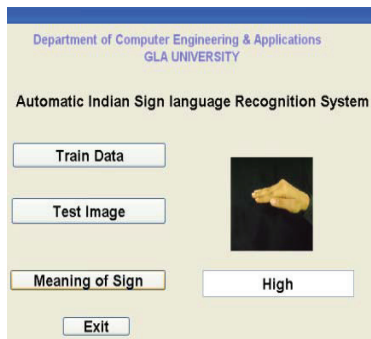 Department of Computer Engineering & Applications
GLA UNIVERSITY
Automatic Indian Sign language Recognition System
Train Data
Test Image
Meaning of Sign
High
Exit